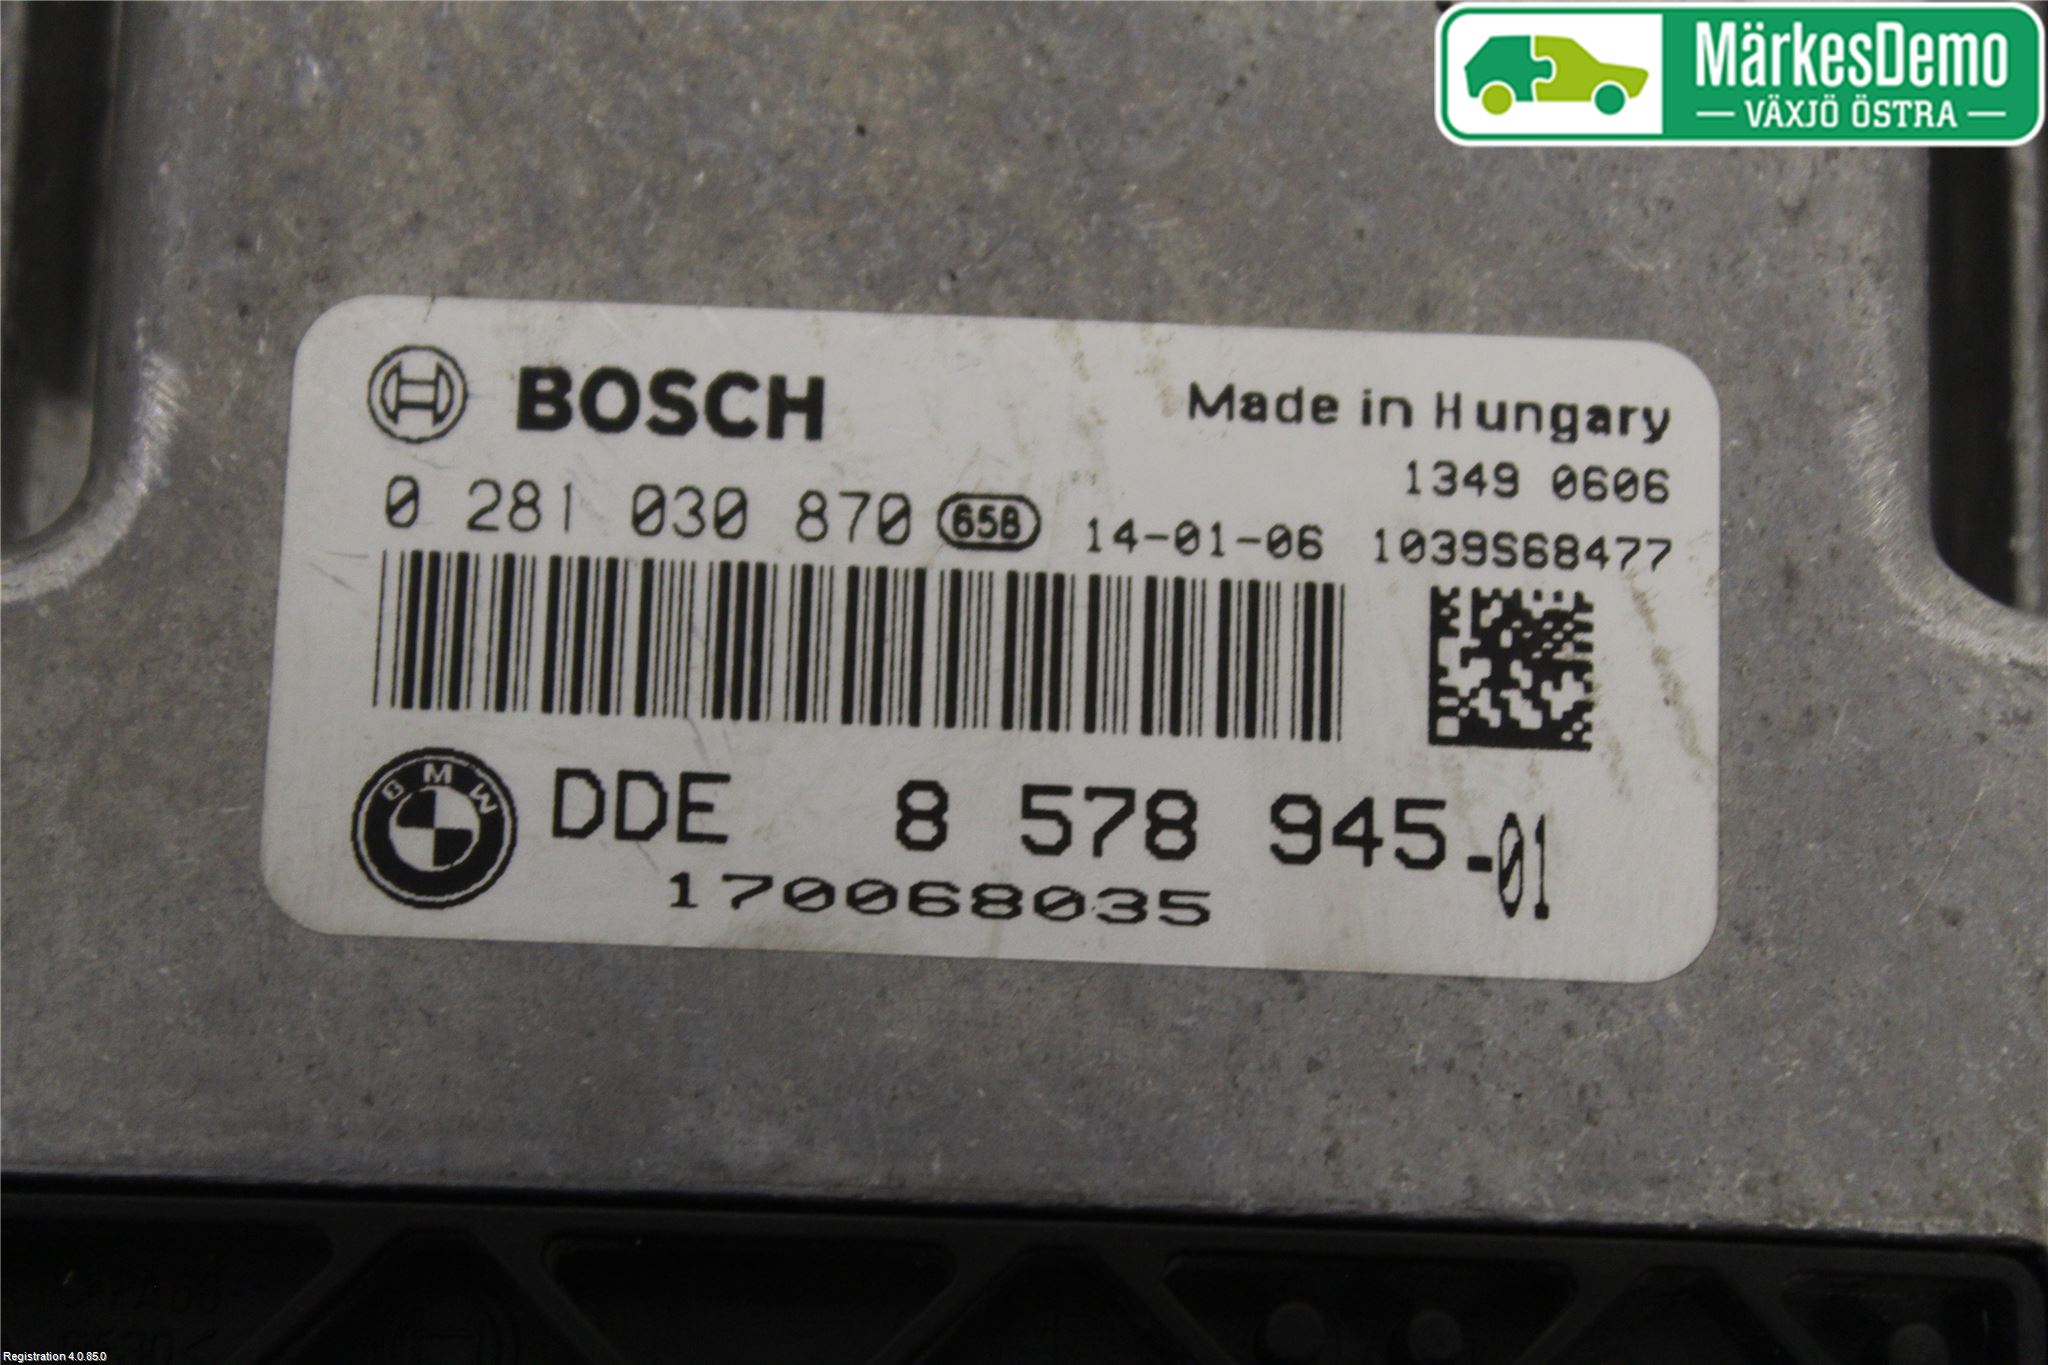 MärkesDemo
VÄXJÖ ÖSTRA
BOSCH
Made in Hungary
1349 0606
0 281 030 870 658 14-01-06 1039S68477
BMW DDE 8 578 945-01
170068035
Registration 4.0.85.0